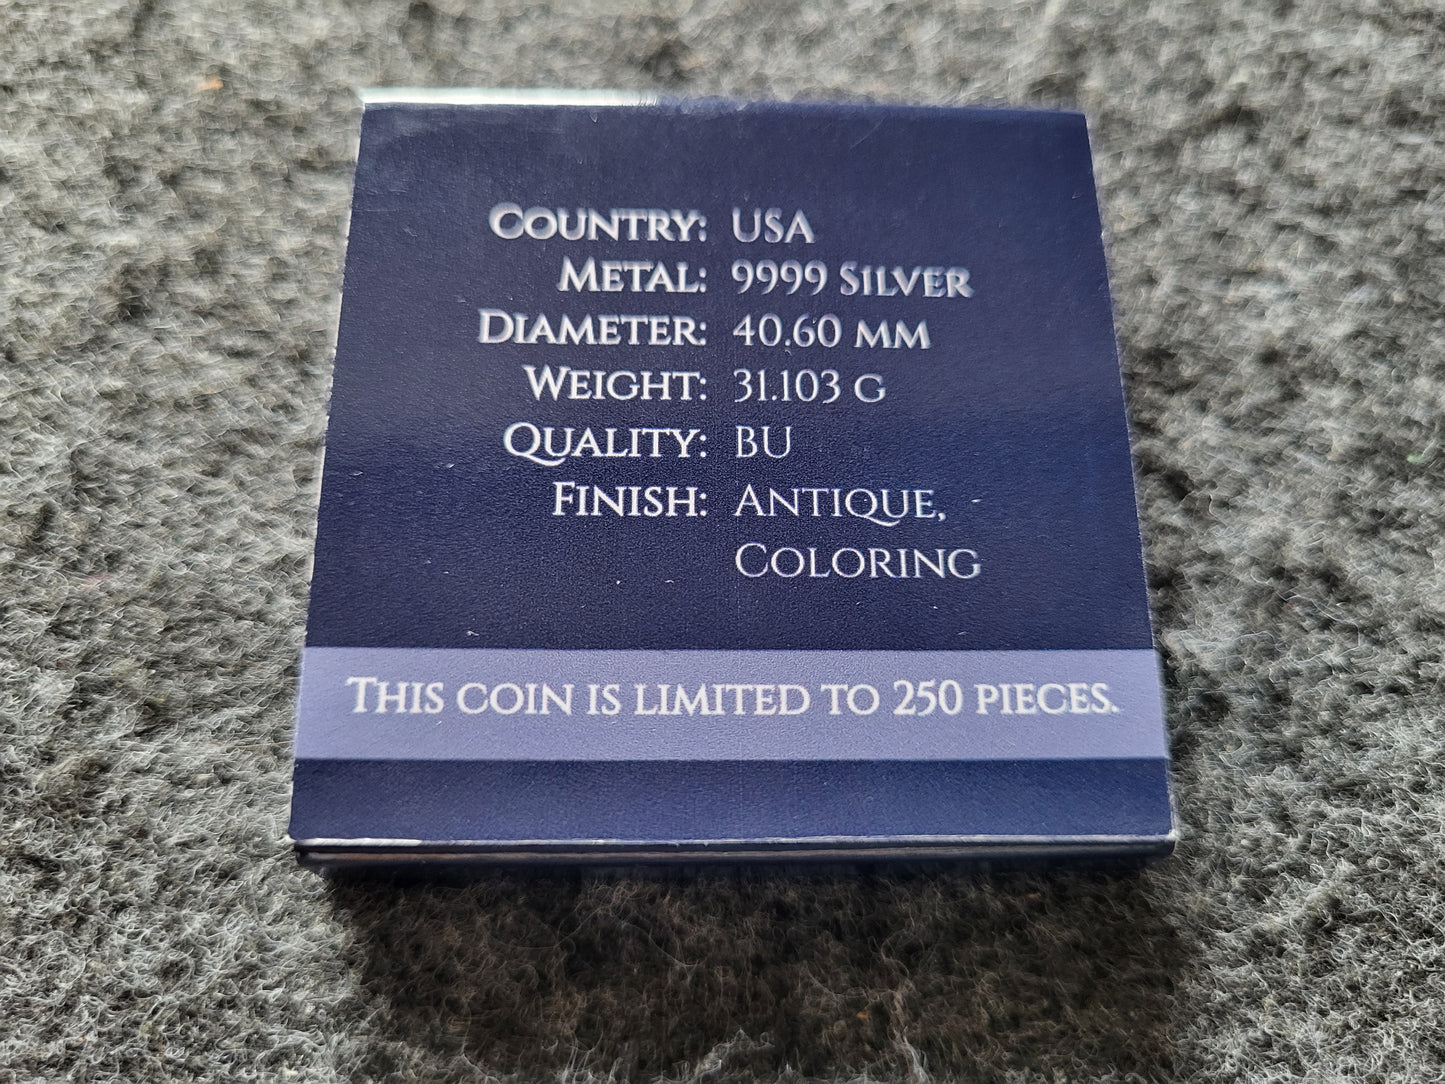 Country: USA
Metal: 9999 Silver
Diameter: 40.60 mm
Weight: 31.103 g
Quality: BU
Finish: Antique,
Coloring
This coin is limited to 250 pieces.